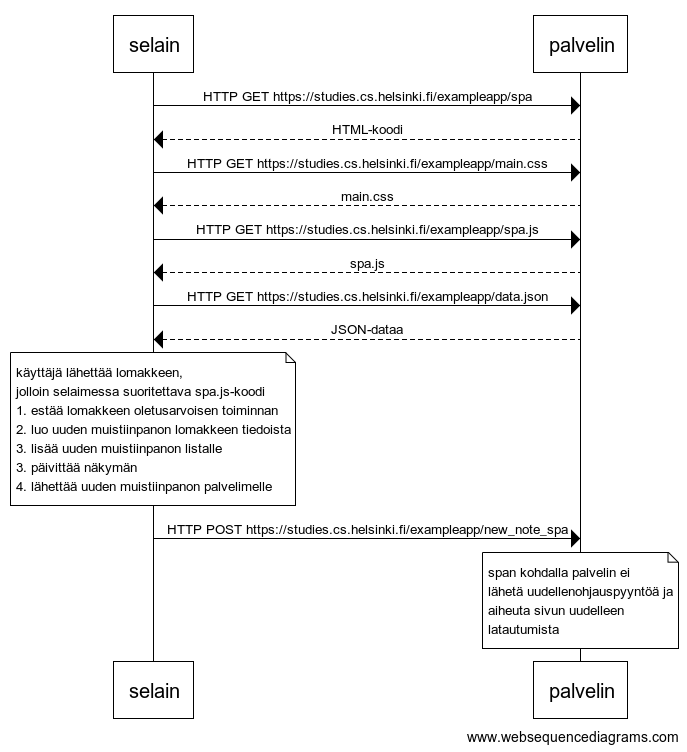 selain
palvelin
HTTP GET https://studies.cs.helsinki.fi/exampleapp/spa
HTML-koodi
HTTP GET https://studies.cs.helsinki.fi/exampleapp/main.css
main.css
HTTP GET https://studies.cs.helsinki.fi/exampleapp/spa.js
spa.js
HTTP GET https://studies.cs.helsinki.fi/exampleapp/data.json
JSON-dataa
käyttäjä lähettää lomakkeen,
jolloin selaimessa suoritettava spa.js-koodi
1. estää lomakkeen oletusarvoisen toiminnan
2. luo uuden muistiinpanon lomakkeen tiedoista
3. lisää uuden muistiinpanon listalle
3. päivittää näkymän
4. lähettää uuden muistiinpanon palvelimelle
HTTP POST https://studies.cs.helsinki.fi/exampleapp/new_note_spa
span kohdalla palvelin ei
lähetä uudellenohjauspyyntöä ja
aiheuta sivun uudelleen
latautumista
selain
palvelin
www.websequencediagrams.com